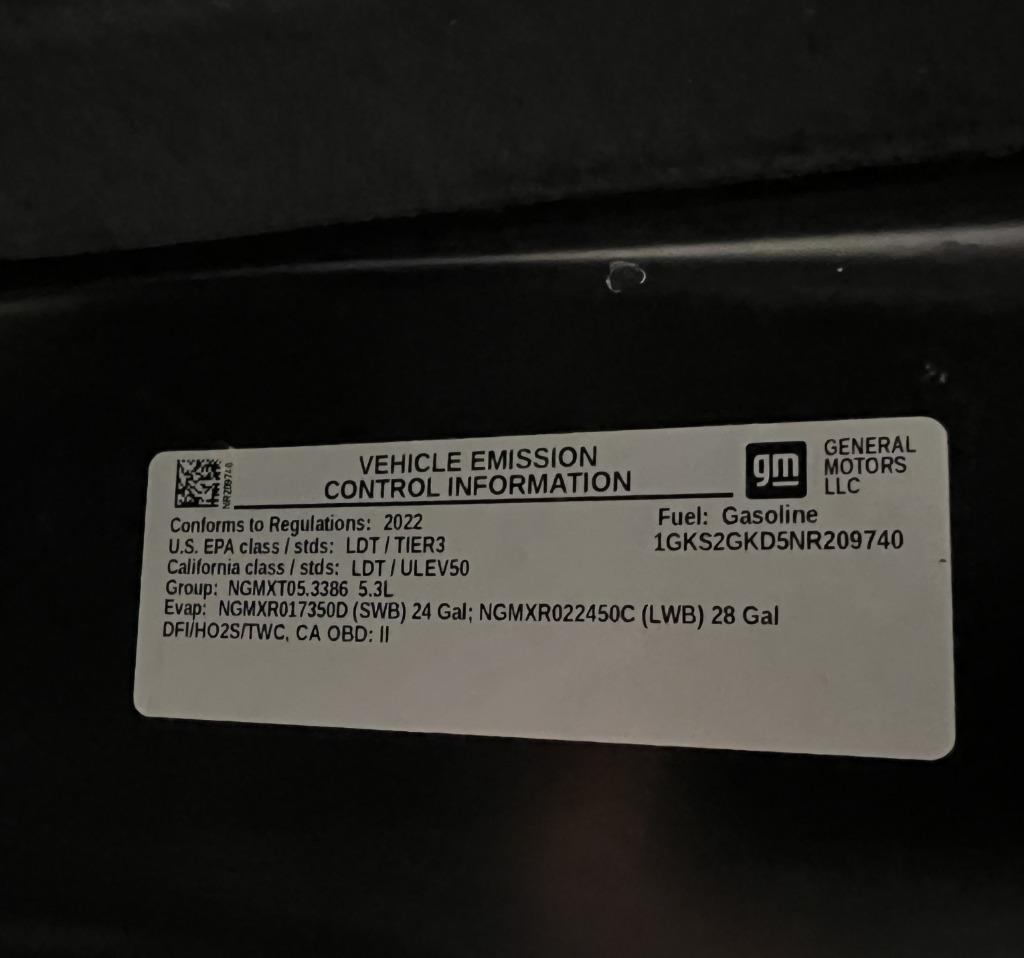 NR209740
VEHICLE EMISSION
CONTROL INFORMATION
gm
GENERAL
MOTORS
LLC
Conforms to Regulations: 2022
U.S. EPA class / stds: LDT / TIER3
California class / stds: LDT / ULEV50
Group: NGMXT05.3386 5.3L
Evap: NGMXR017350D (SWB) 24 Gal; NGMXR022450C (LWB) 28 Gal
DFI/HO2S/TWC, CA OBD: II
Fuel: Gasoline
1GKS2GKD5NR209740